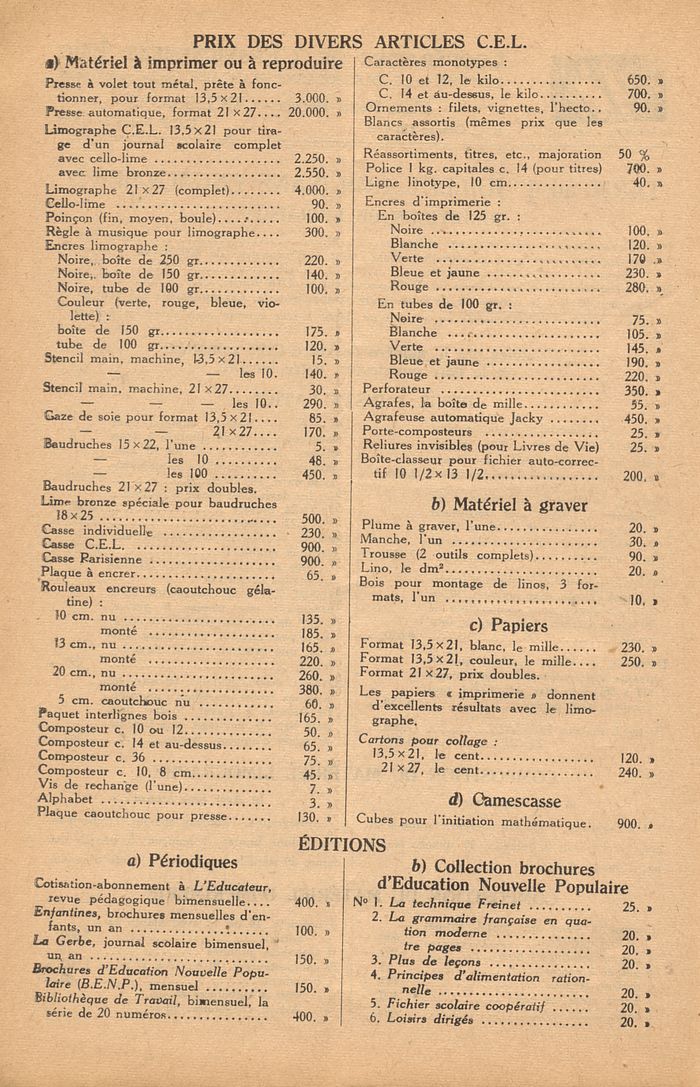 PRIX DES DIVERS ARTICLES C.E.L.
a) Matériel à imprimer ou à reproduire
Presse à volet tout métal, prête à fonc-
tionner, pour format 13,5×21...... 3.000. »
Presse automatique, format 21×27.... 20.000. »
Limographe C.E.L. 13,5×21 pour tira-
ge d'un journal scolaire complet
avec cello-lime .................. 2.250. »
avec lime bronze.................. 2.550. »
Limographe 21×27 (complet)........ 4.000. »
Cello-lime ....................... 90. »
Poinçon (fin, moyen, boule)......... 100. »
Règle à musique pour limographe.... 300. »
Encres limographe :
Noire, boîte de 250 gr............ 220. »
Noire, boîte de 150 gr............ 140. »
Noire, tube de 100 gr............ 100. »
Couleur (verte, rouge, bleue, vio-
lette) :
boîte de 150 gr.................. 175. »
tube de 100 gr.................. 120. »
Stencil main, machine, 13,5×21...... 15. »
— — les 10. 140. »
Stencil main, machine, 21×27........ 30. »
— — — les 10.. 290. »
Gaze de soie pour format 13,5×21.... 85. »
— — 21×27.... 170. »
Baudruches 15×22, l'une ........... 5. »
— les 10 ......... 48. »
— les 100 ........ 450. »
Baudruches 21×27 : prix doubles.
Lime bronze spéciale pour baudruches
18×25 .......................... 500. »
Casse individuelle ................. 230. »
Casse C.E.L. .................... 900. »
Casse Parisienne .................. 900. »
Plaque à encrer.................... 65. »
Rouleaux encreurs (caoutchouc géla-
tine) :
10 cm. nu ...................... 135. »
monté .................. 185. »
13 cm., nu ..................... 165. »
monté .................. 220. »
20 cm., nu ..................... 260. »
monté .................. 380. »
5 cm. caoutchouc nu ............ 60. »
Paquet interlignes bois ............. 165. »
Composteur c. 10 ou 12............. 50. »
Composteur c. 14 et au-dessus....... 65. »
Composteur c. 36 ................. 75. »
Composteur c. 10, 8 cm............. 45. »
Vis de rechange (l'une)............. 7. »
Alphabet ......................... 3. »
Plaque caoutchouc pour presse....... 130. »
Caractères monotypes :
C. 10 et 12, le kilo............... 650. »
C. 14 et au-dessus, le kilo......... 700. »
Ornements : filets, vignettes, l'hecto.. 90. »
Blancs assortis (mêmes prix que les
caractères).
Réassortiments, titres, etc., majoration 50 %
Police 1 kg. capitales c. 14 (pour titres) 700. »
Ligne linotype, 10 cm.............. 40. »
Encres d'imprimerie :
En boîtes de 125 gr. :
Noire ......................... 100. »
Blanche ....................... 120. »
Verte ......................... 170 .»
Bleue et jaune .................. 230. »
Rouge ......................... 280. »
En tubes de 100 gr. :
Noire ......................... 75. »
Blanche ....................... 105. »
Verte ......................... 145. »
Bleue et jaune .................. 190. »
Rouge ......................... 220. »
Perforateur ....................... 350. »
Agrafes, la boîte de mille........... 55. »
Agrafeuse automatique Jacky ........ 450. »
Porte-composteurs ................. 25. »
Reliures invisibles (pour Livres de Vie) 25. »
Boîte-classeur pour fichier auto-correc-
tif 10 1/2×13 1/2................ 200. »
b) Matériel à graver
Plume à graver, l'une............... 20. »
Manche, l'un ..................... 30. »
Trousse (2 outils complets).......... 90. »
Lino, le dm²...................... 20. »
Bois pour montage de linos, 3 for-
mats, l'un ...................... 10. »
c) Papiers
Format 13,5×21, blanc, le mille..... 230. »
Format 13,5×21, couleur, le mille.... 250. »
Format 21×27, prix doubles.
Les papiers « imprimerie » donnent
d'excellents résultats avec le limo-
graphe.
Cartons pour collage :
13,5×21, le cent................ 120. »
21×27, le cent................. 240. »
d) Camescasse
Cubes pour l'initiation mathématique. 900. »
ÉDITIONS
a) Périodiques
Cotisation-abonnement à L'Educateur,
revue pédagogique bimensuelle.... 400. »
Enfantines, brochures mensuelles d'en-
fants, un an .................... 100. »
La Gerbe, journal scolaire bimensuel,
un an .......................... 150. »
Brochures d'Education Nouvelle Popu-
laire (B.E.N.P.), mensuel ......... 150. »
Bibliothèque de Travail, bimensuel, la
série de 20 numéros............... 400. »
b) Collection brochures
d'Education Nouvelle Populaire
Nº 1. La technique Freinet ........... 25. »
2. La grammaire française en qua-
tion moderne ................ 20. »
tre pages ................... 20. »
3. Plus de leçons ............... 20. »
4. Principes d'alimentation ration-
nelle ....................... 20. »
5. Fichier scolaire coopératif ...... 20. »
6. Loisirs dirigés ................ 20. »